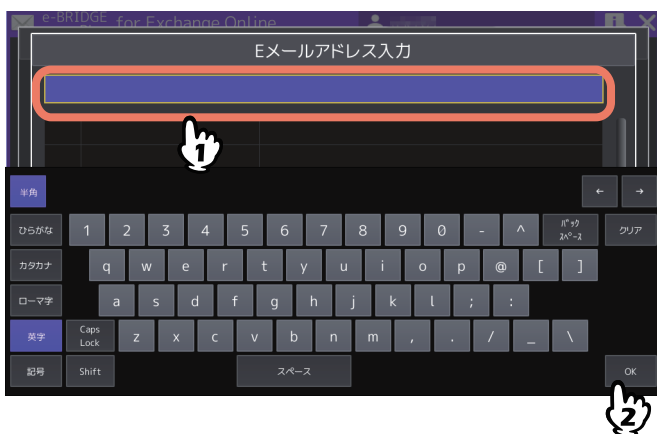 e-BRIDGE for Exchange Online
Eメールアドレス入力
1
半角 ← →
ひらがな 1 2 3 4 5 6 7 8 9 0 - ^ ﾊﾞｯｸ ｽﾍﾟｰｽ クリア
カタカナ q w e r t y u i o p @ [ ]
ローマ字 a s d f g h j k l ; :
英字 Caps Lock z x c v b n m , . / _ \
記号 Shift スペース OK
2